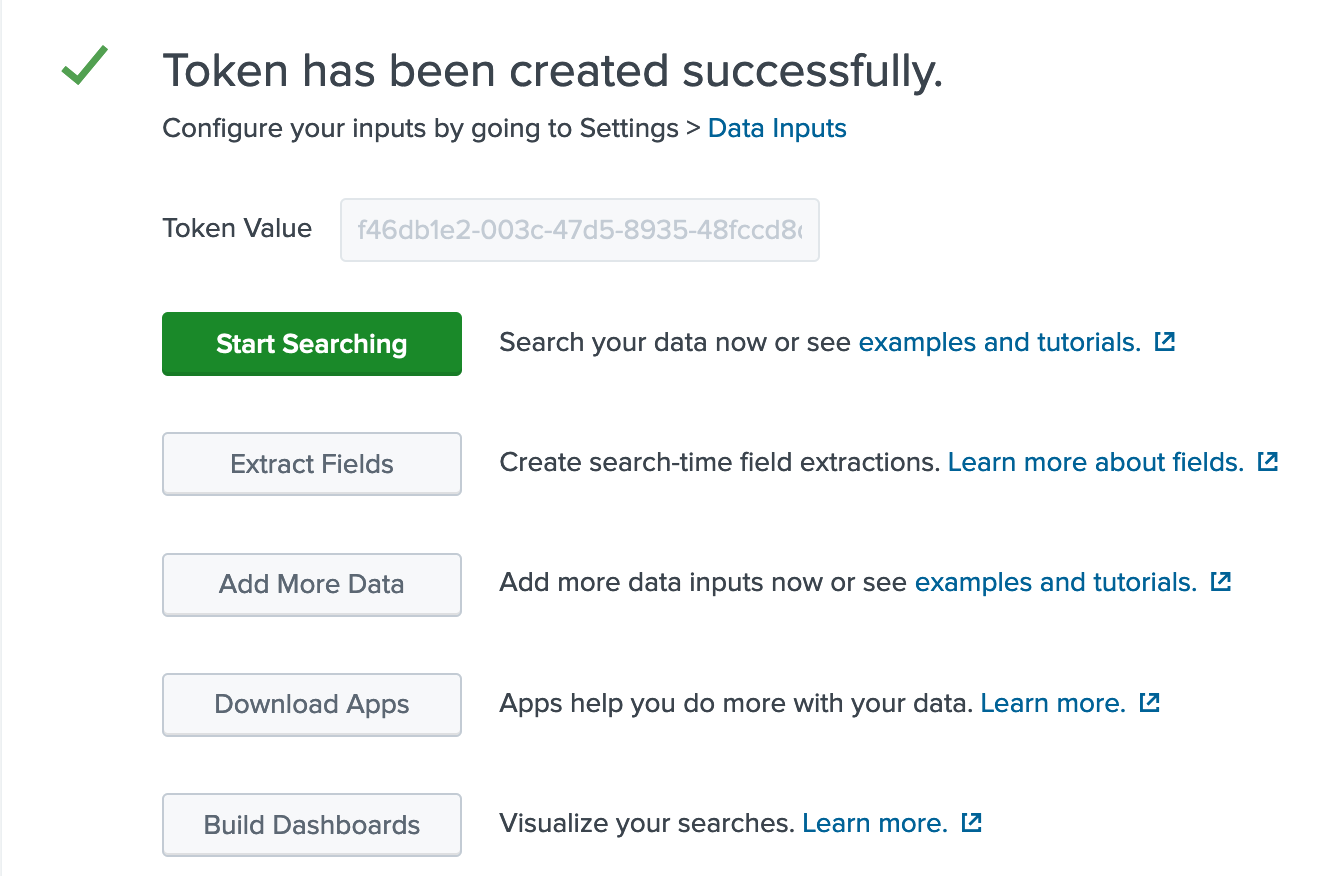 Token has been created successfully.
Configure your inputs by going to Settings > Data Inputs
Token Value f46db1e2-003c-47d5-8935-48fccd8
Start Searching Search your data now or see examples and tutorials.
Extract Fields Create search-time field extractions. Learn more about fields.
Add More Data Add more data inputs now or see examples and tutorials.
Download Apps Apps help you do more with your data. Learn more.
Build Dashboards Visualize your searches. Learn more.